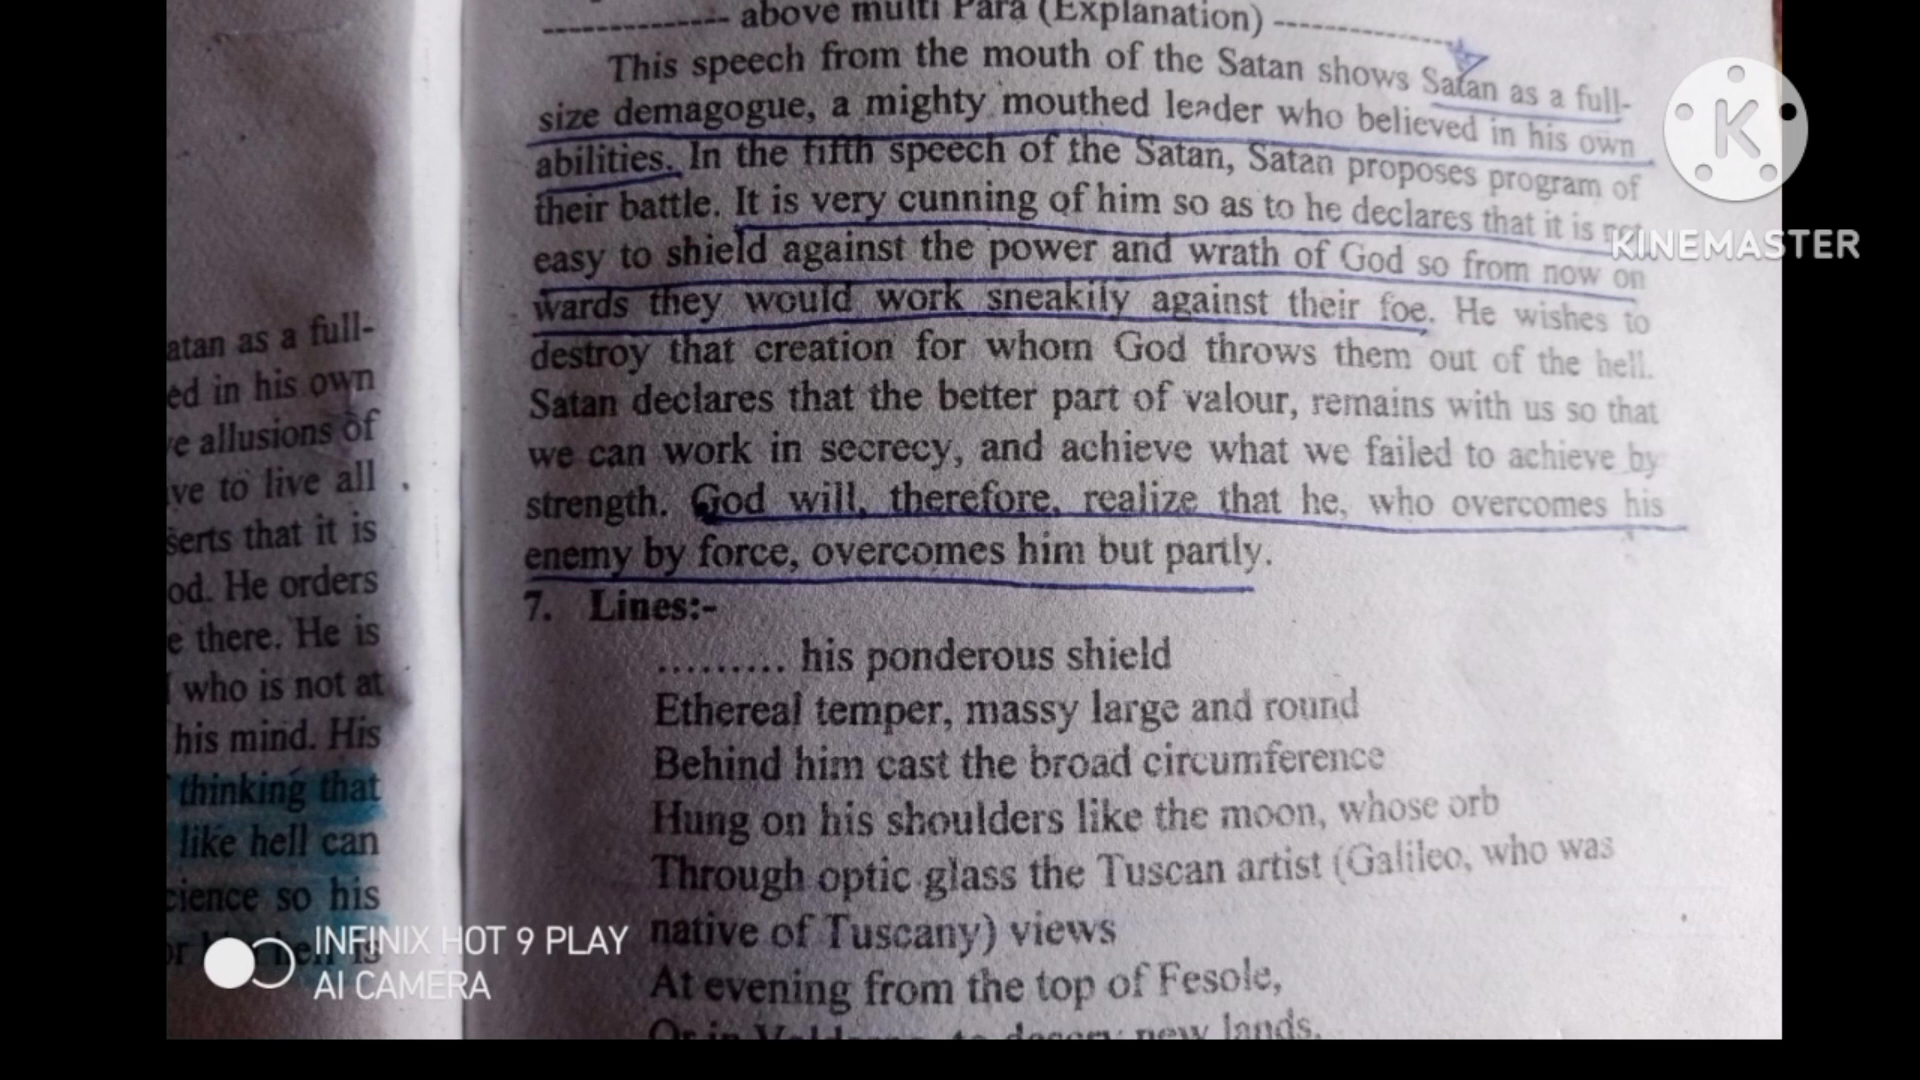 ------------- above multi Para (Explanation) -------------
This speech from the mouth of the Satan shows Satan as a full-
size demagogue, a mighty mouthed leader who believed in his own
abilities. In the fifth speech of the Satan, Satan proposes program of
their battle. It is very cunning of him so as to he declares that it is not
easy to shield against the power and wrath of God so from now on
wards they would work sneakily against their foe. He wishes to
destroy that creation for whom God throws them out of the hell.
Satan declares that the better part of valour, remains with us so that
we can work in secrecy, and achieve what we failed to achieve by
strength. God will, therefore, realize that he, who overcomes his
enemy by force, overcomes him but partly.
7. Lines:-
......... his ponderous shield
Ethereal temper, massy large and round
Behind him cast the broad circumference
Hung on his shoulders like the moon, whose orb
Through optic glass the Tuscan artist (Galileo, who was
native of Tuscany) views
At evening from the top of Fesole,
Or in to descry new lands,
atan as a full-
ed in his own
e allusions of
ve to live all
serts that it is
od. He orders
e there. He is
who is not at
his mind. His
thinking that
like hell can
cience so his
hell is
K
KINEMASTER
INFINIX HOT 9 PLAY
AI CAMERA